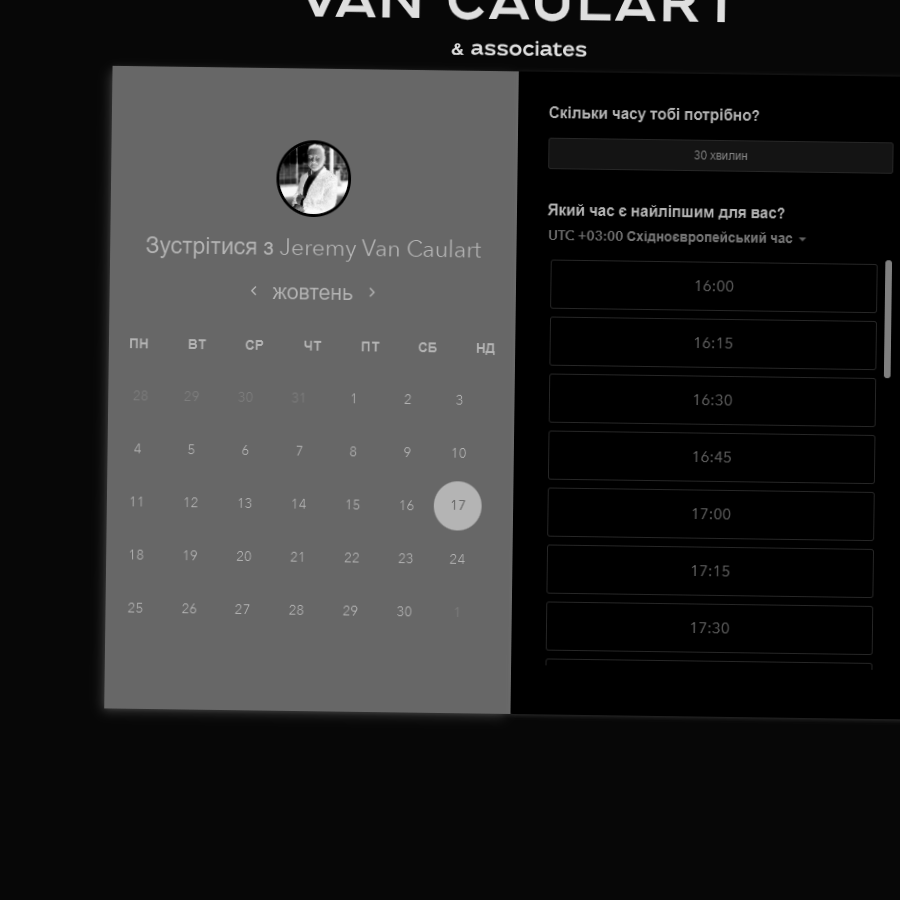 VAN CAULART
& associates
Зустрітися з Jeremy Van Caulart
‹ жовтень ›
ПН ВТ СР ЧТ ПТ СБ НД
28 29 30 31 1 2 3
4 5 6 7 8 9 10
11 12 13 14 15 16 17
18 19 20 21 22 23 24
25 26 27 28 29 30 1
Скільки часу тобі потрібно?
30 хвилин
Який час є найліпшим для вас?
UTC +03:00 Східноєвропейський час
16:00
16:15
16:30
16:45
17:00
17:15
17:30